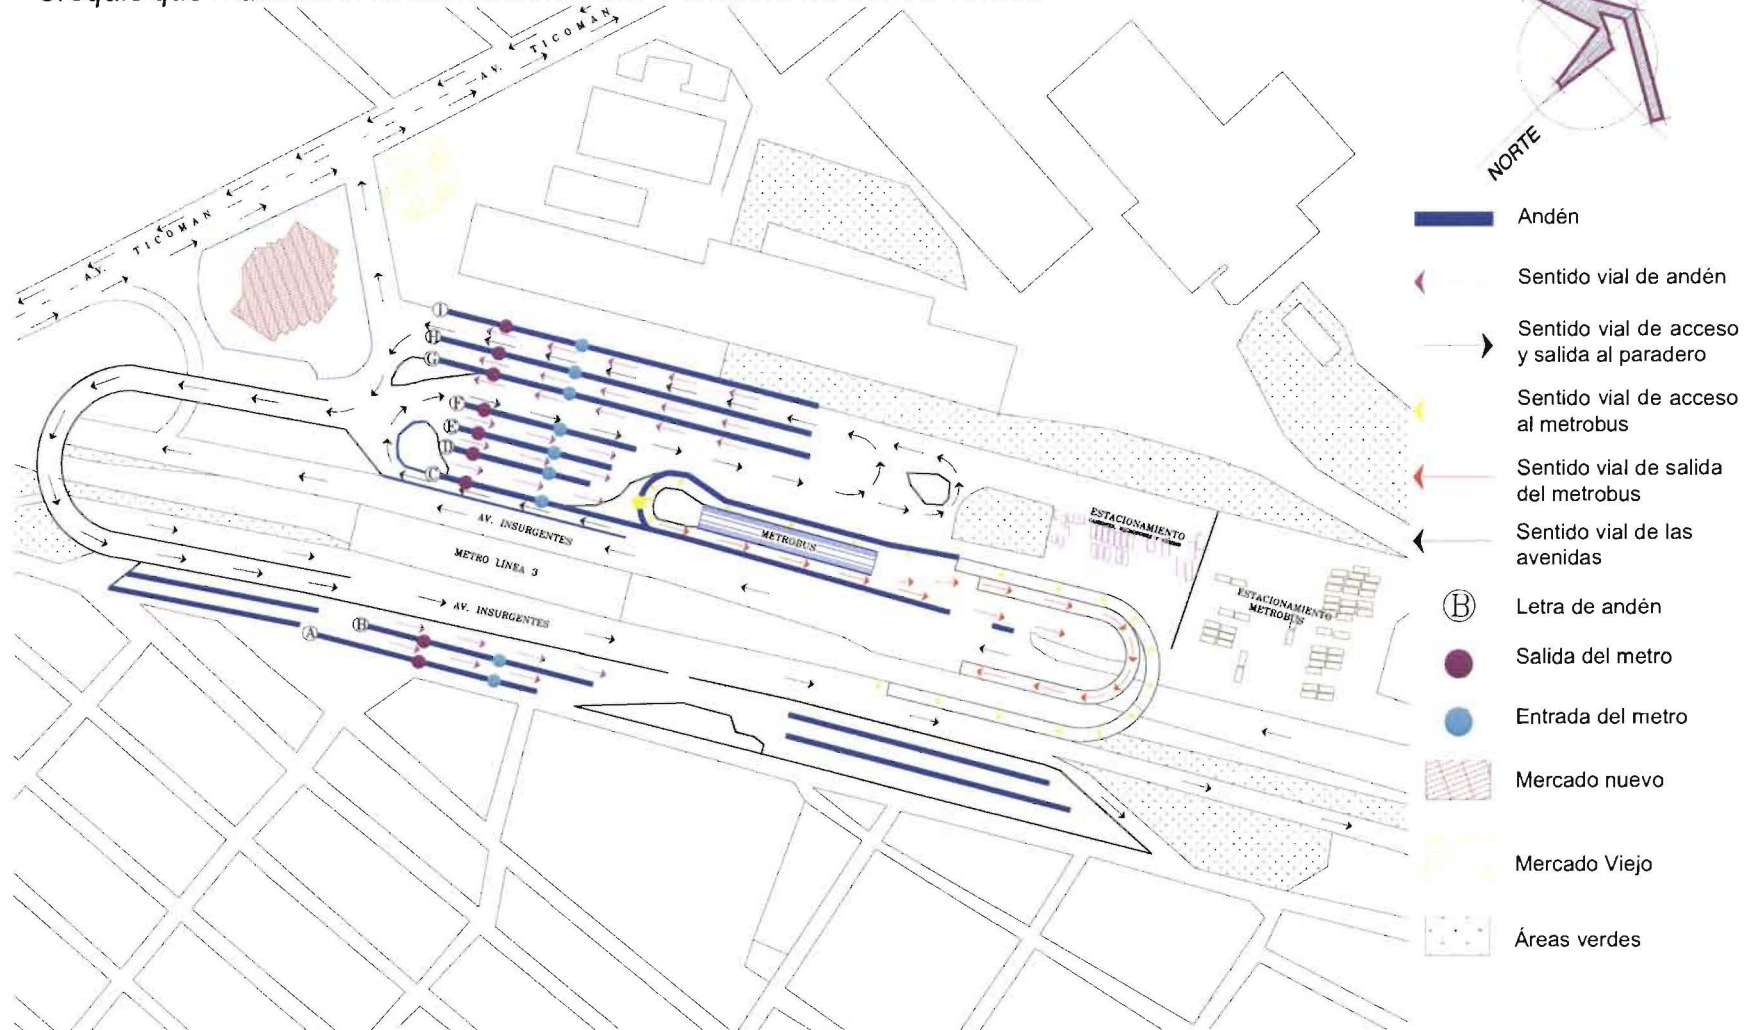 AV. TICOMAN
AV. TICOMAN
NORTE
Andén
Sentido vial de andén
Sentido vial de acceso
y salida al paradero
Sentido vial de acceso
al metrobus
Sentido vial de salida
del metrobus
Sentido vial de las
avenidas
B Letra de andén
Salida del metro
Entrada del metro
Mercado nuevo
Mercado Viejo
Áreas verdes
I
H
G
F
E
D
C
AV. INSURGENTES
METROBUS
METRO LÍNEA 3
AV. INSURGENTES
B
A
ESTACIONAMIENTO
ESTACIONAMIENTO
METROBUS